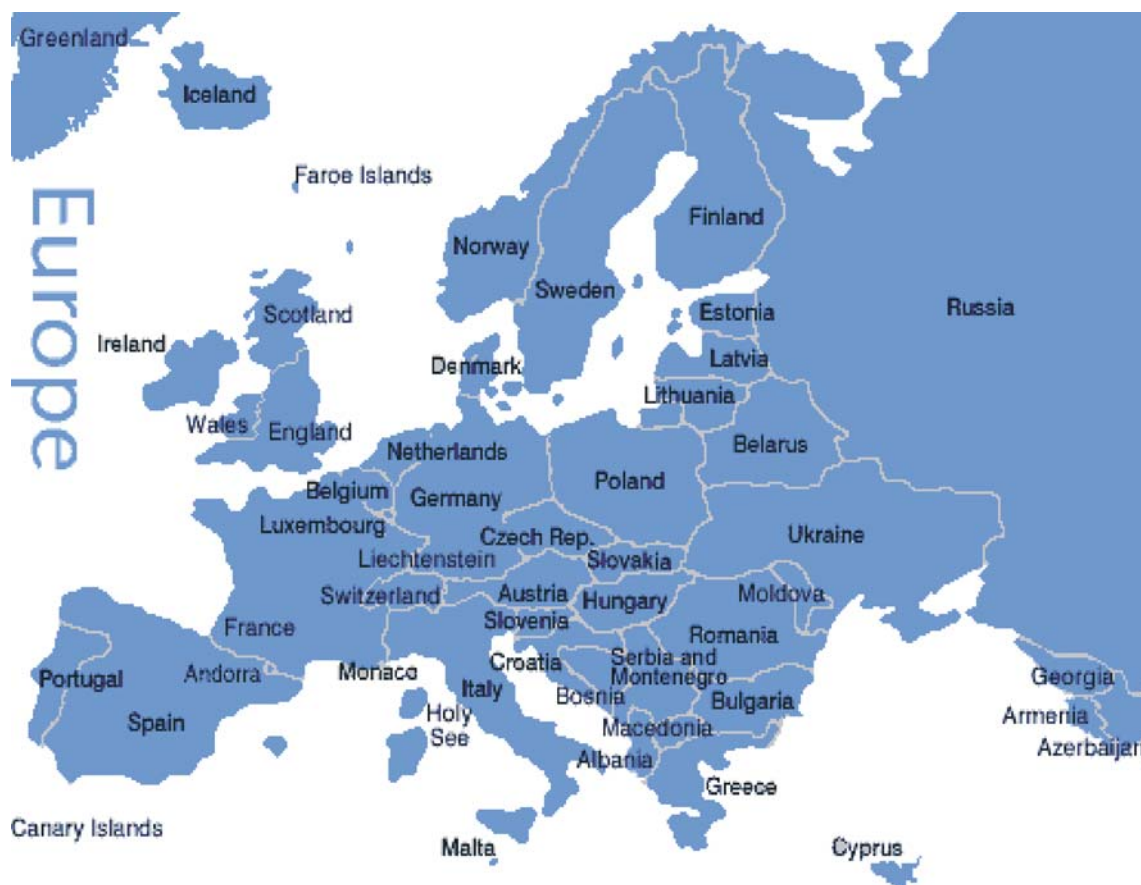 Greenland
Iceland
Faroe Islands
Europe
Norway
Finland
Sweden
Russia
Scotland
Estonia
Ireland
Denmark
Latvia
Lithuania
Wales
England
Belarus
Netherlands
Poland
Belgium
Germany
Luxembourg
Czech Rep.
Ukraine
Liechtenstein
Slovakia
Switzerland
Austria
Hungary
Moldova
France
Slovenia
Romania
Portugal
Andorra
Monaco
Croatia
Serbia and
Montenegro
Georgia
Italy
Bosnia
Bulgaria
Spain
Holy
See
Macedonia
Armenia
Azerbaijan
Albania
Greece
Canary Islands
Malta
Cyprus